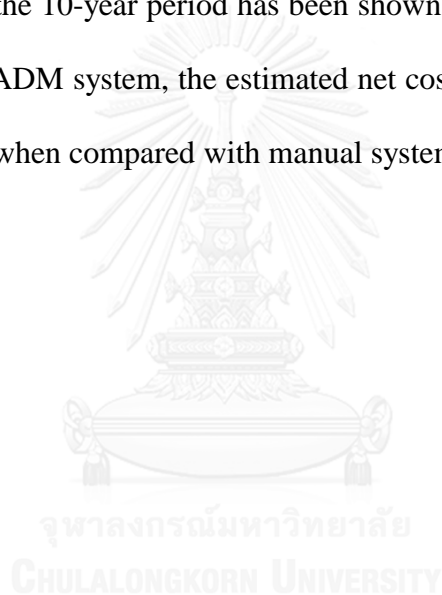 the 10-year period has been shown
ADM system, the estimated net cos
when compared with manual system
จุฬาลงกรณ์มหาวิทยาลัย
CHULALONGKORN UNIVERSITY